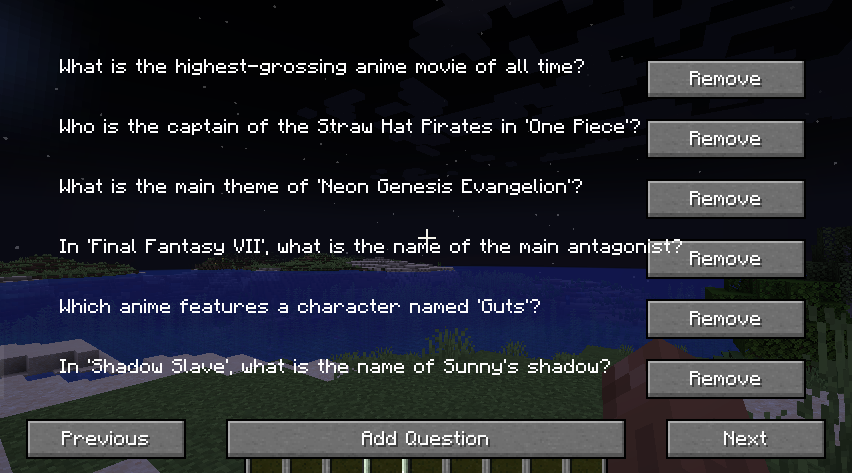 What is the highest-grossing anime movie of all time?
Remove
Who is the captain of the Straw Hat Pirates in 'One Piece'?
Remove
What is the main theme of 'Neon Genesis Evangelion'?
Remove
In 'Final Fantasy VII', what is the name of the main antagonist?
Remove
Which anime features a character named 'Guts'?
Remove
In 'Shadow Slave', what is the name of Sunny's shadow?
Remove
Previous
Add Question
Next